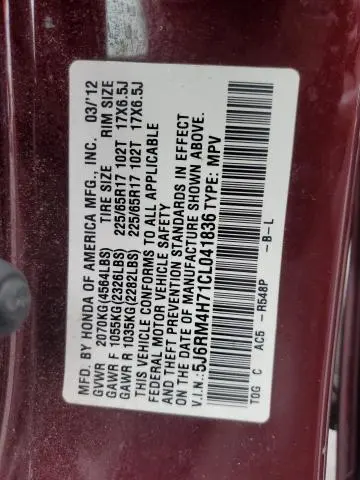 MFD. BY HONDA OF AMERICA MFG., INC. 03/'12
TIRE SIZE RIM SIZE
GVWR 2070KG(4564LBS)
GAWR F 1055KG(2326LBS) 225/65R17 102T 17X6.5J
GAWR R 1035KG(2282LBS) 225/65R17 102T 17X6.5J
THIS VEHICLE CONFORMS TO ALL APPLICABLE
FEDERAL MOTOR VEHICLE SAFETY
AND THEFT PREVENTION STANDARDS IN EFFECT
ON THE DATE OF MANUFACTURE SHOWN ABOVE.
V.I.N.: 5J6RM4H71CL041836 TYPE: MPV
T0G C AC5 - R548P -B-L